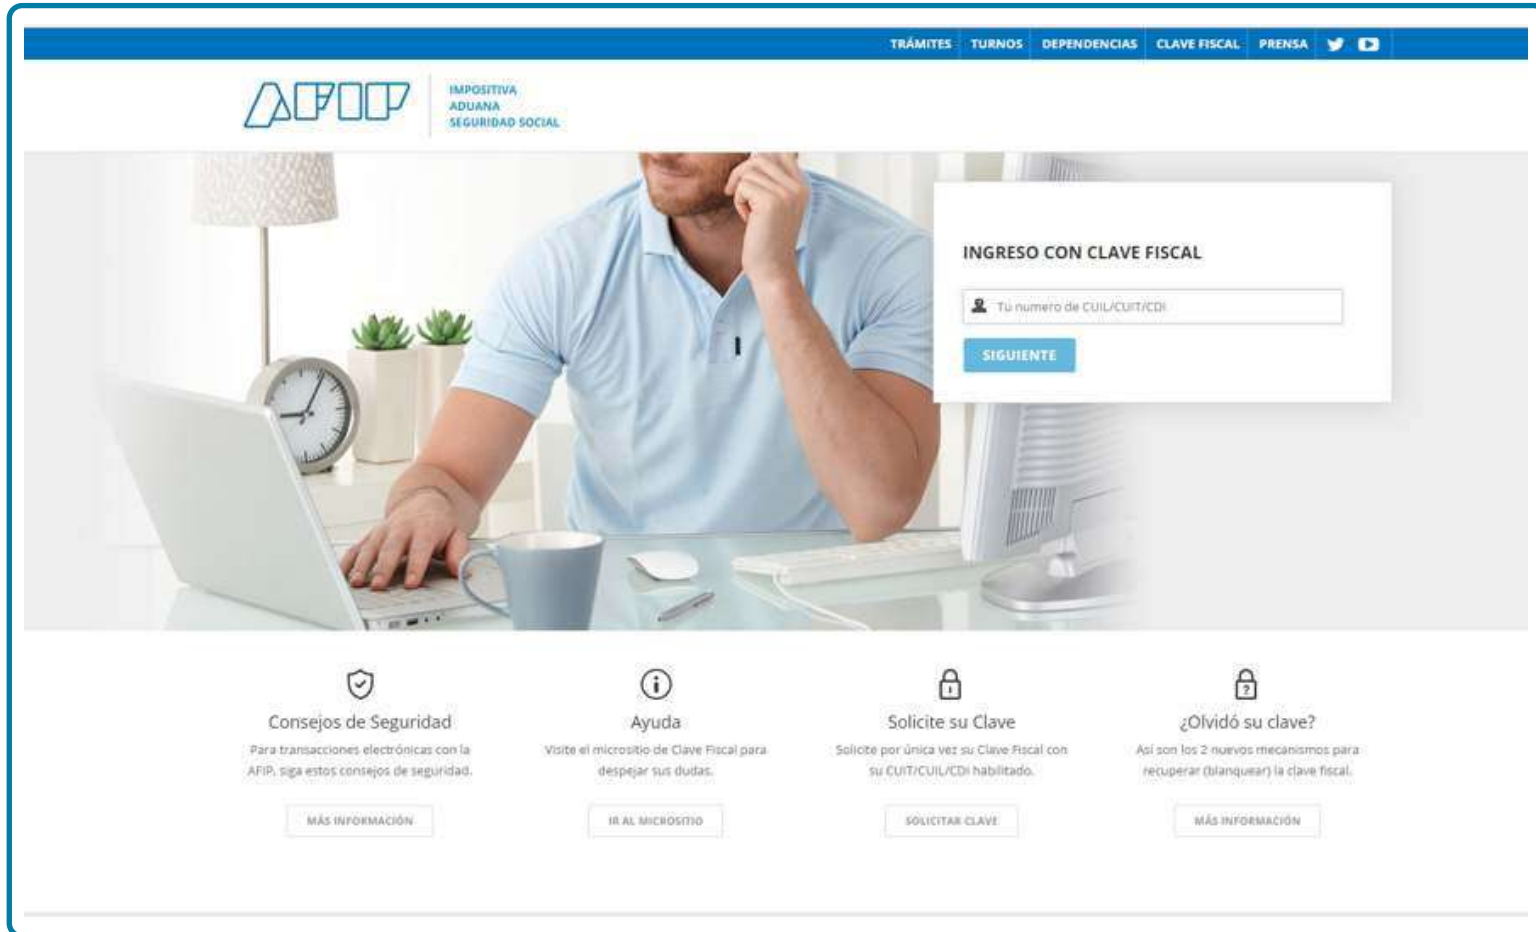 TRÁMITES TURNOS DEPENDENCIAS CLAVE FISCAL PRENSA
AFIP
IMPOSITIVA
ADUANA
SEGURIDAD SOCIAL
INGRESO CON CLAVE FISCAL
Tu numero de CUIL/CUIT/CDI
SIGUIENTE
Consejos de Seguridad
Para transacciones electrónicas con la
AFIP, siga estos consejos de seguridad.
MÁS INFORMACIÓN
Ayuda
Visite el micrositio de Clave Fiscal para
despejar sus dudas.
IR AL MICROSITIO
Solicite su Clave
Solicite por única vez su Clave Fiscal con
su CUIT/CUIL/CDI habilitado.
SOLICITAR CLAVE
¿Olvidó su clave?
Así son los 2 nuevos mecanismos para
recuperar (blanquear) la clave fiscal.
MÁS INFORMACIÓN